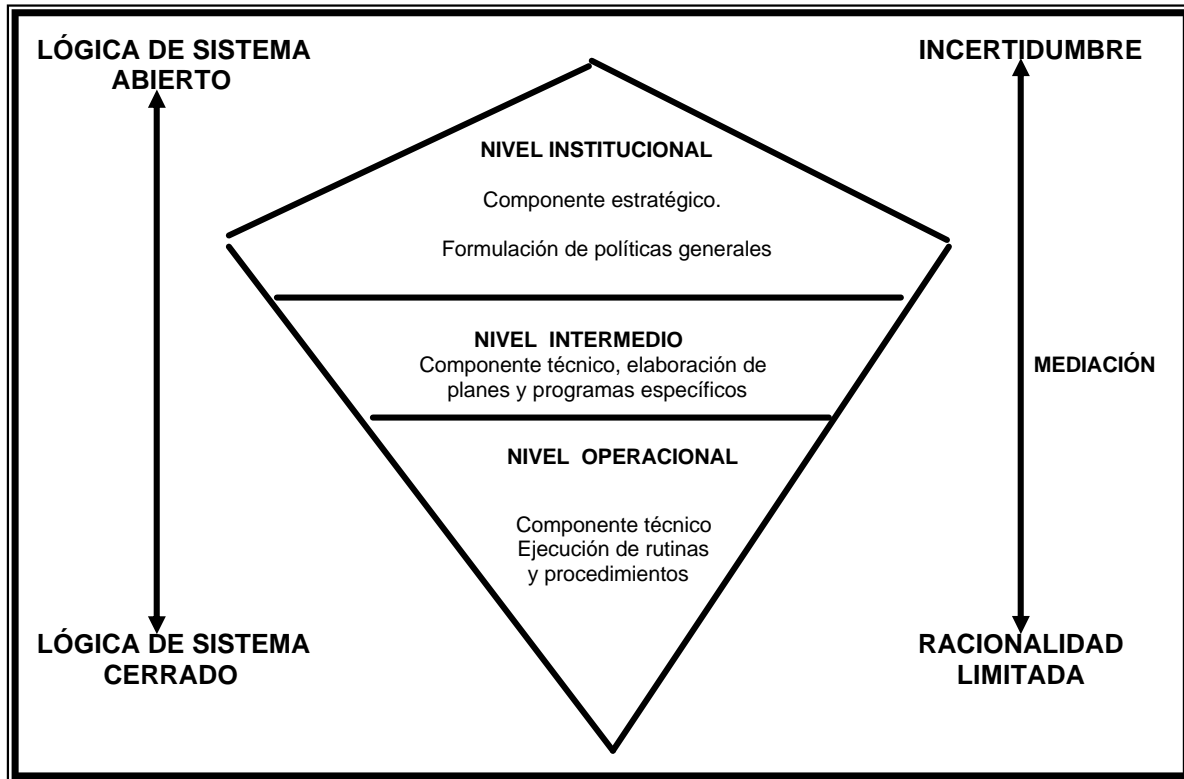 LÓGICA DE SISTEMA
ABIERTO
INCERTIDUMBRE
NIVEL INSTITUCIONAL
Componente estratégico.
Formulación de políticas generales
NIVEL INTERMEDIO
Componente técnico, elaboración de
planes y programas específicos
MEDIACIÓN
NIVEL OPERACIONAL
Componente técnico
Ejecución de rutinas
y procedimientos
LÓGICA DE SISTEMA
CERRADO
RACIONALIDAD
LIMITADA